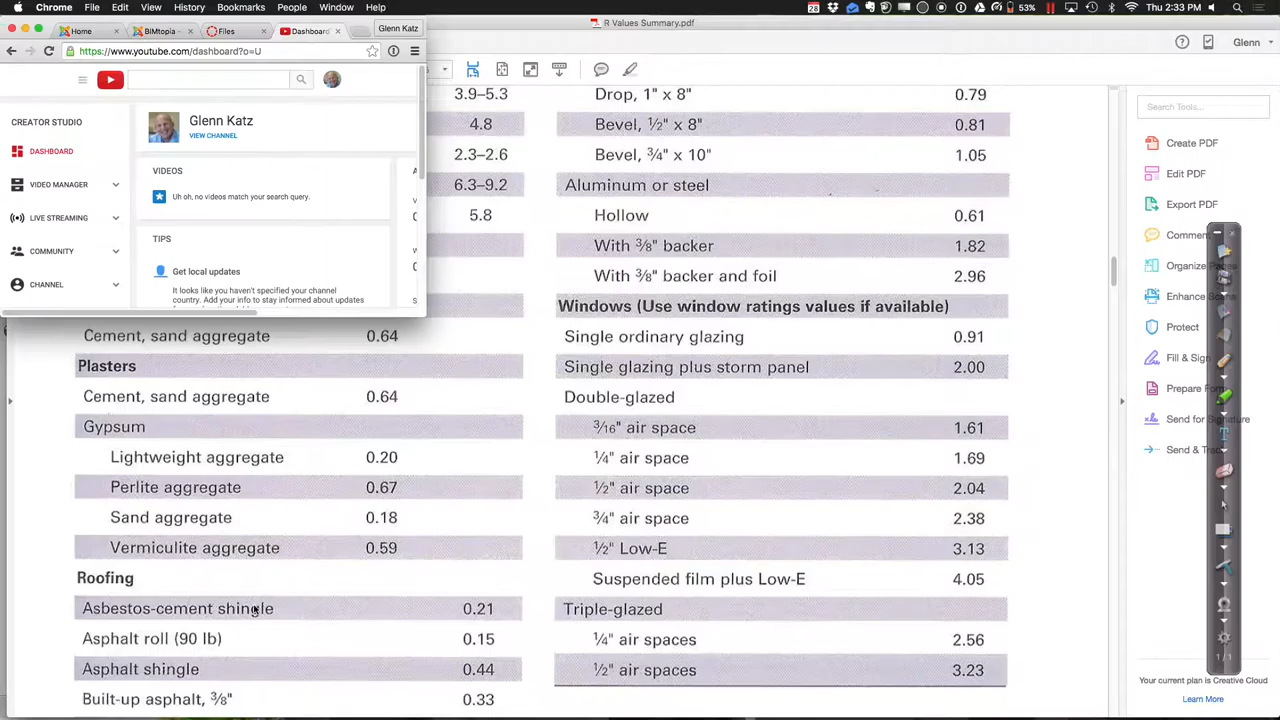 Chrome File Edit View History Bookmarks People Window Help
28 53% Thu 2:33 PM
Home BIMtopia - Files Dashboard Glenn Katz
https://www.youtube.com/dashboard?o=U
R Values Summary.pdf
Glenn
CREATOR STUDIO
DASHBOARD
VIDEO MANAGER
LIVE STREAMING
COMMUNITY
CHANNEL
Glenn Katz
VIEW CHANNEL
VIDEOS
Uh oh, no videos match your search query.
TIPS
Get local updates
It looks like you haven't specified your channel
country. Add your info to stay informed about updates
3.9–5.3
4.8
2.3–2.6
6.3–9.2
5.8
Cement, sand aggregate 0.64
Plasters
Cement, sand aggregate 0.64
Gypsum
Lightweight aggregate 0.20
Perlite aggregate 0.67
Sand aggregate 0.18
Vermiculite aggregate 0.59
Roofing
Asbestos-cement shingle 0.21
Asphalt roll (90 lb) 0.15
Asphalt shingle 0.44
Built-up asphalt, ⅜" 0.33
Drop, 1" x 8" 0.79
Bevel, ½" x 8" 0.81
Bevel, ¾" x 10" 1.05
Aluminum or steel
Hollow 0.61
With ⅜" backer 1.82
With ⅜" backer and foil 2.96
Windows (Use window ratings values if available)
Single ordinary glazing 0.91
Single glazing plus storm panel 2.00
Double-glazed
3/16" air space 1.61
¼" air space 1.69
½" air space 2.04
¾" air space 2.38
½" Low-E 3.13
Suspended film plus Low-E 4.05
Triple-glazed
¼" air spaces 2.56
½" air spaces 3.23
Search Tools...
Create PDF
Edit PDF
Export PDF
Comment
Organize Pages
Enhance Scans
Protect
Fill & Sign
Prepare Form
Send for Signature
Send & Track
1/1
Your current plan is Creative Cloud
Learn More